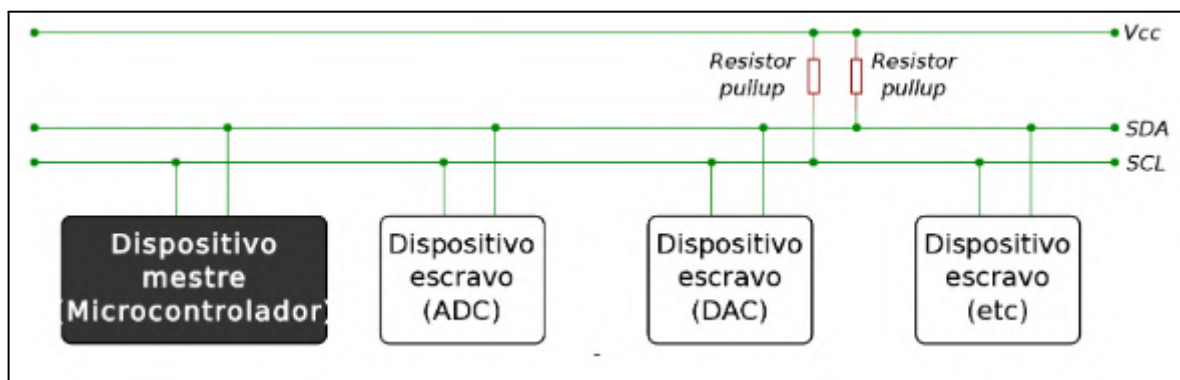 Vcc
Resistor
pullup
Resistor
pullup
SDA
SCL
Dispositivo
mestre
(Microcontrolador)
Dispositivo
escravo
(ADC)
Dispositivo
escravo
(DAC)
Dispositivo
escravo
(etc)